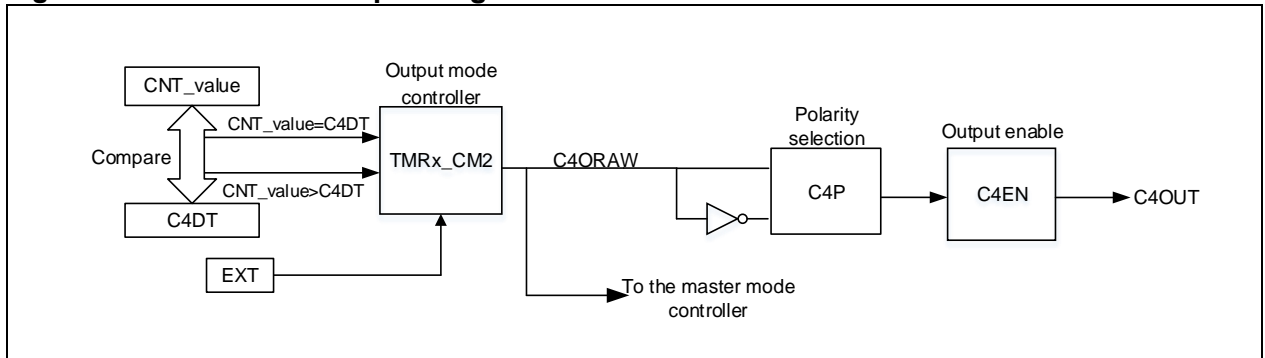 CNT_value
Compare
C4DT
CNT_value=C4DT
CNT_value>C4DT
EXT
Output mode
controller
TMRx_CM2
C4ORAW
To the master mode
controller
Polarity
selection
C4P
Output enable
C4EN
C4OUT